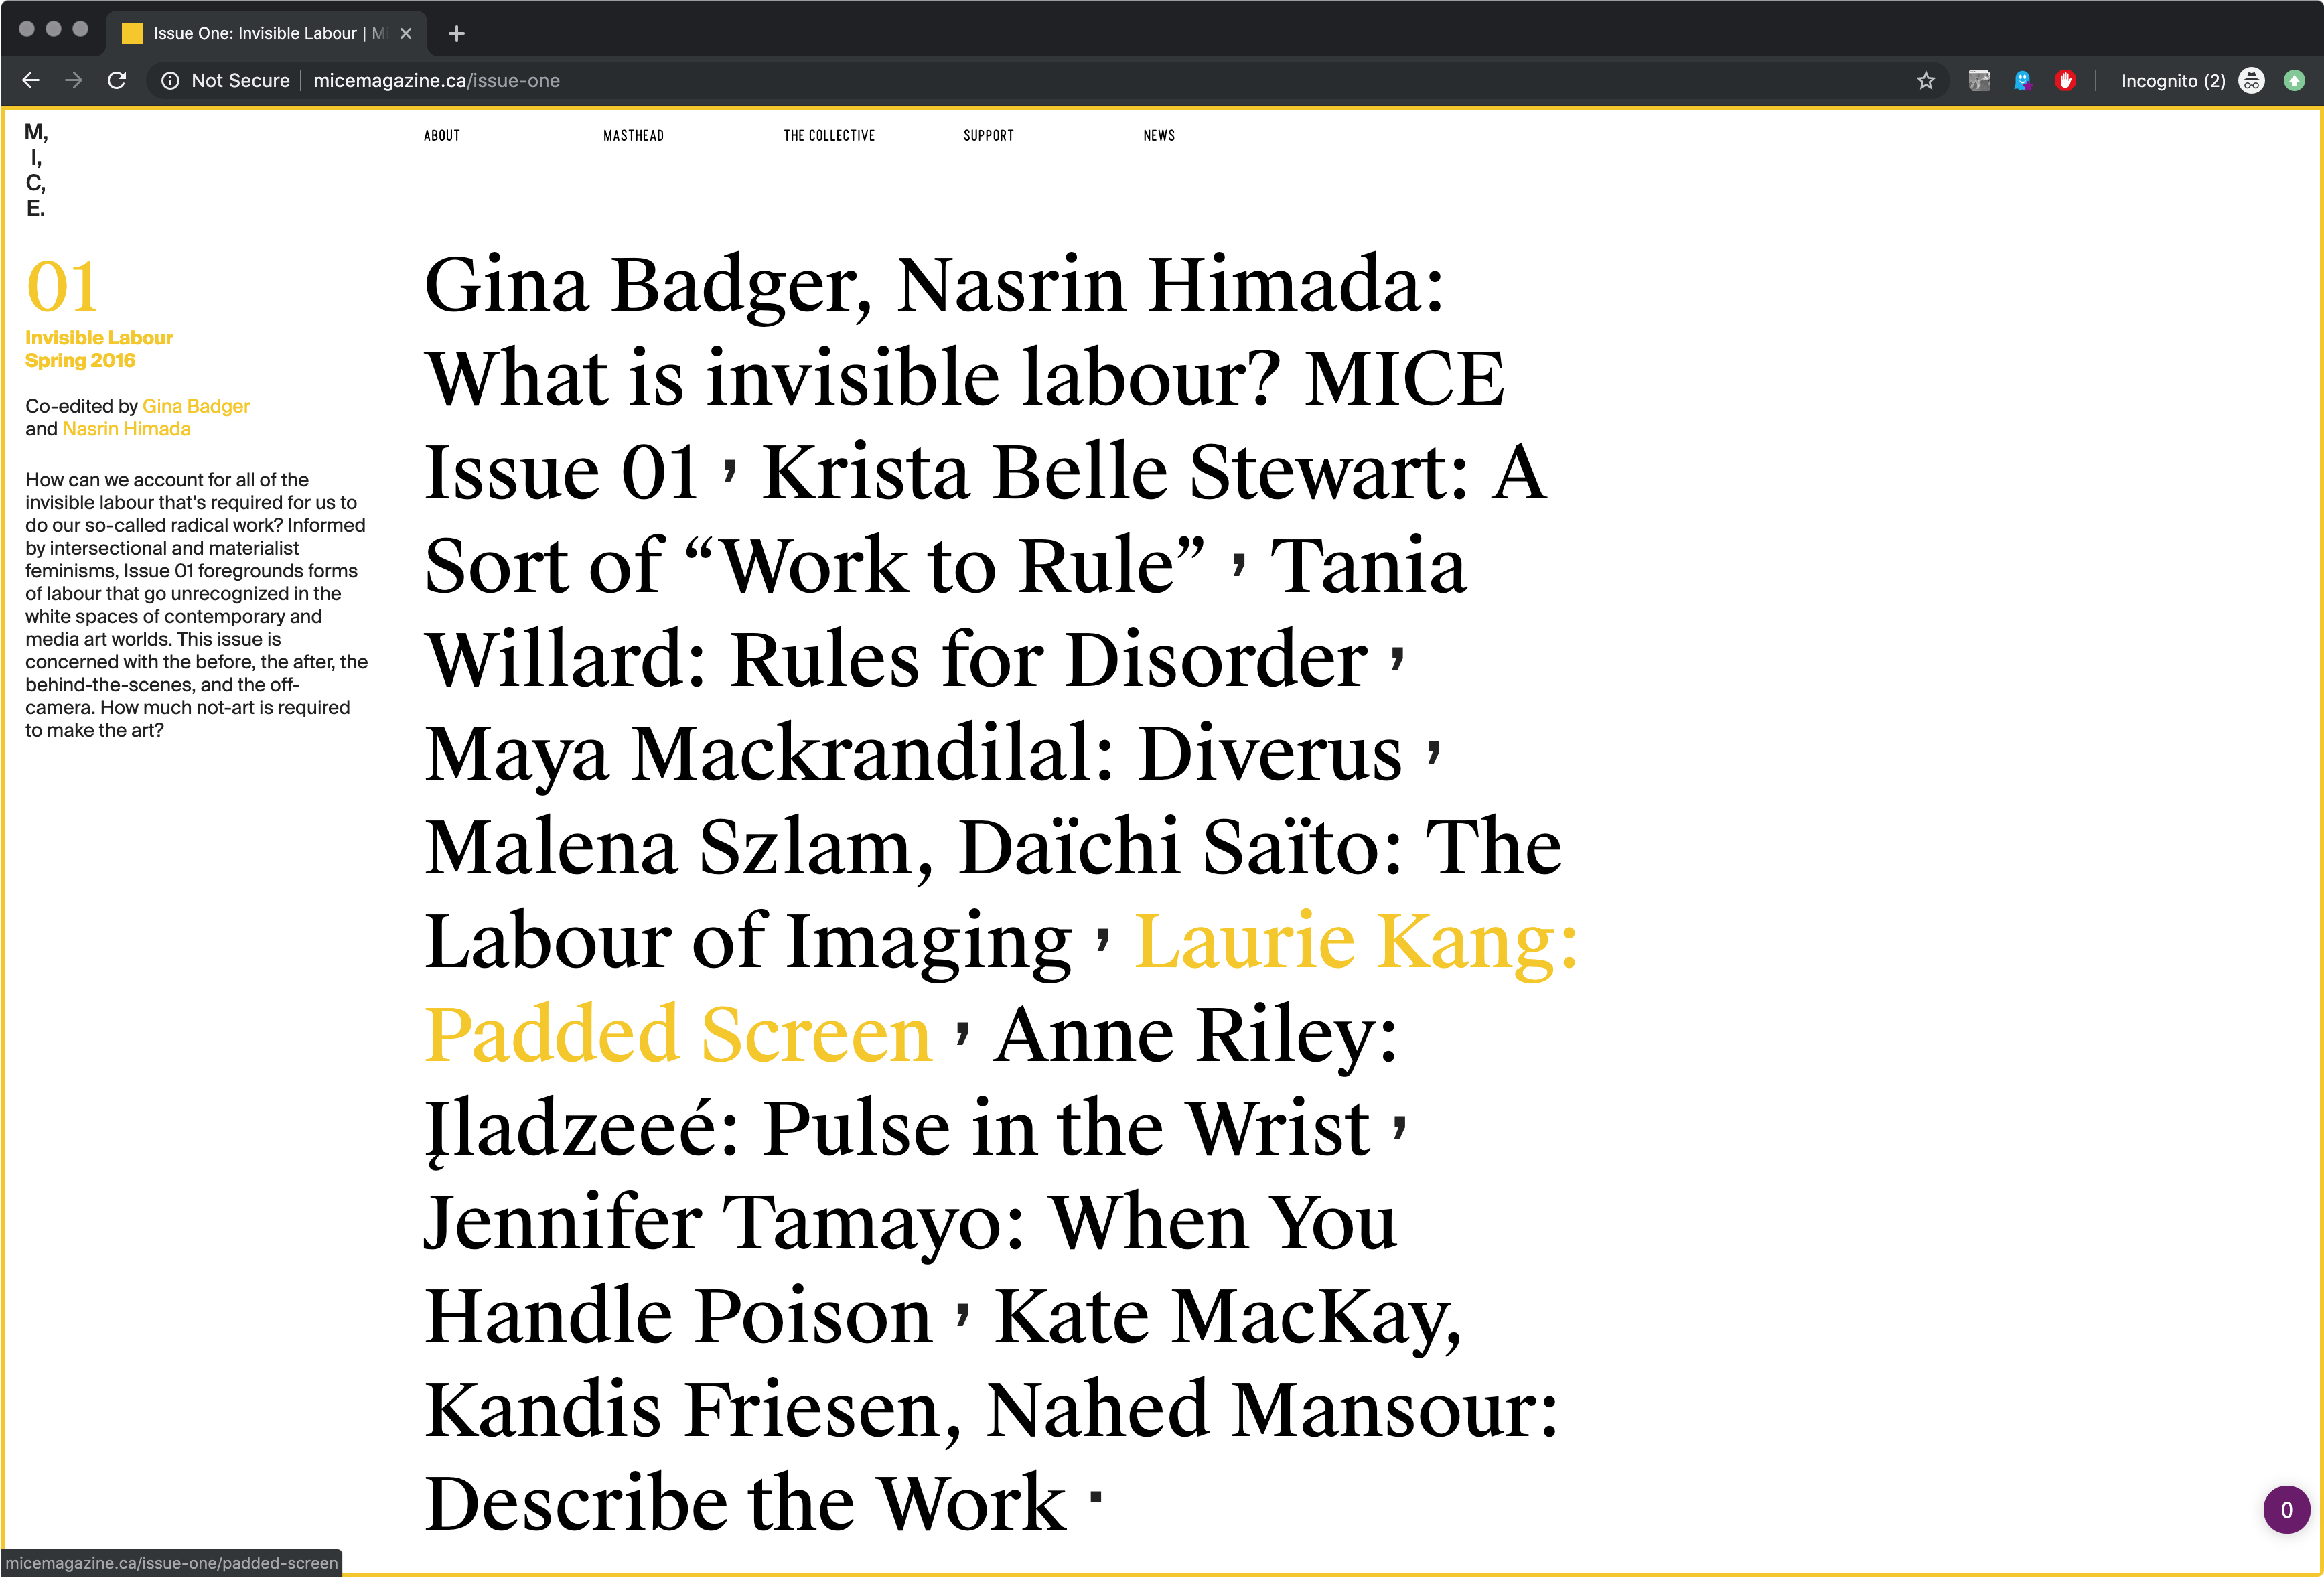 Issue One: Invisible Labour | Mi
Not Secure | micemagazine.ca/issue-one
Incognito (2)
M,
I,
C,
E.
ABOUT
MASTHEAD
THE COLLECTIVE
SUPPORT
NEWS
01
Invisible Labour
Spring 2016
Co-edited by Gina Badger
and Nasrin Himada
How can we account for all of the
invisible labour that’s required for us to
do our so-called radical work? Informed
by intersectional and materialist
feminisms, Issue 01 foregrounds forms
of labour that go unrecognized in the
white spaces of contemporary and
media art worlds. This issue is
concerned with the before, the after, the
behind-the-scenes, and the off-
camera. How much not-art is required
to make the art?
Gina Badger, Nasrin Himada:
What is invisible labour? MICE
Issue 01 , Krista Belle Stewart: A
Sort of “Work to Rule” , Tania
Willard: Rules for Disorder ,
Maya Mackrandilal: Diverus ,
Malena Szlam, Daïchi Saïto: The
Labour of Imaging , Laurie Kang:
Padded Screen , Anne Riley:
Įladzeeé: Pulse in the Wrist ,
Jennifer Tamayo: When You
Handle Poison , Kate MacKay,
Kandis Friesen, Nahed Mansour:
Describe the Work .
0
micemagazine.ca/issue-one/padded-screen